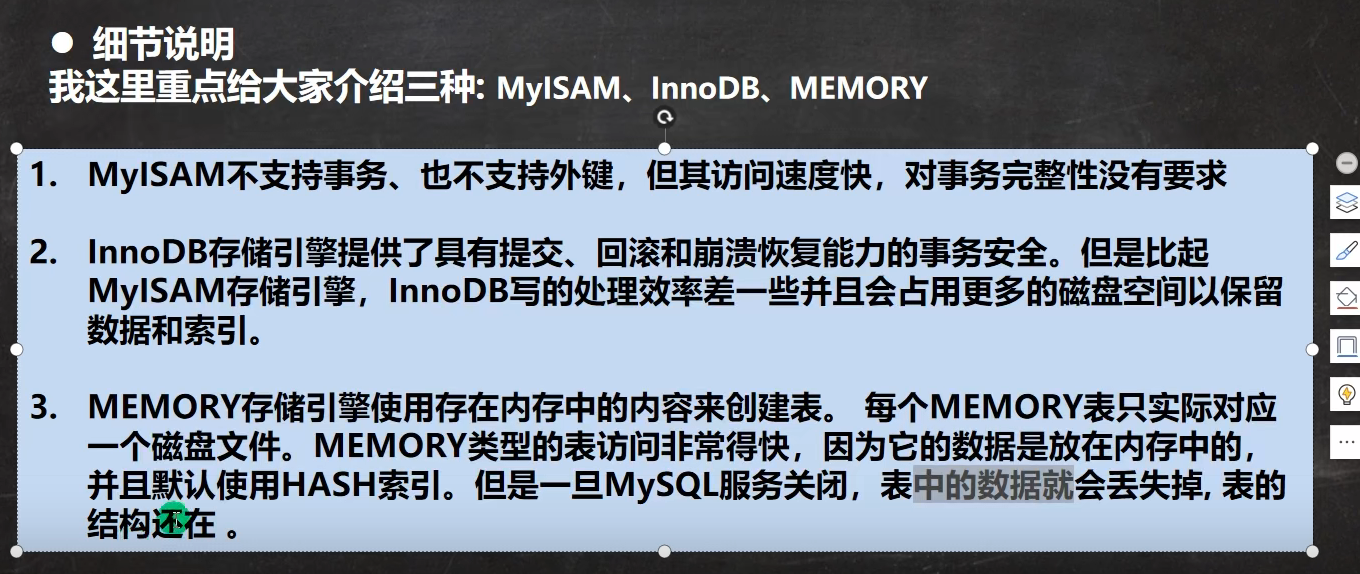 ● 细节说明
我这里重点给大家介绍三种: MyISAM、InnoDB、MEMORY
1. MyISAM不支持事务、也不支持外键，但其访问速度快，对事务完整性没有要求
2. InnoDB存储引擎提供了具有提交、回滚和崩溃恢复能力的事务安全。但是比起
MyISAM存储引擎，InnoDB写的处理效率差一些并且会占用更多的磁盘空间以保留
数据和索引。
3. MEMORY存储引擎使用存在内存中的内容来创建表。 每个MEMORY表只实际对应
一个磁盘文件。MEMORY类型的表访问非常得快，因为它的数据是放在内存中的，
并且默认使用HASH索引。但是一旦MySQL服务关闭，表中的数据就会丢失掉, 表的
结构还在 。